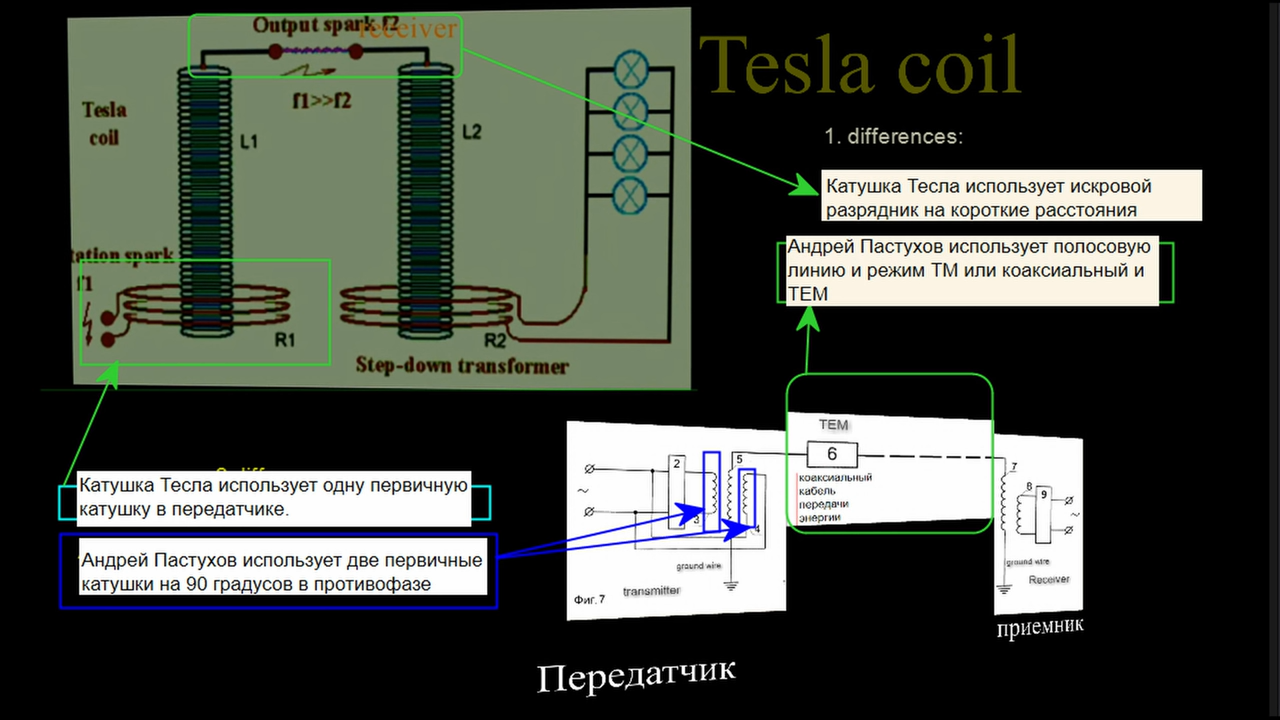 Output spark f2
receiver
Tesla coil
f1>>f2
Tesla
coil
L1
L2
1. differences:
Катушка Тесла использует искровой
разрядник на короткие расстояния
Андрей Пастухов использует полосовую
линию и режим ТМ или коаксиальный и
ТЕМ
spark
f1
R1
R2
Step-down transformer
TEM
Катушка Тесла использует одну первичную
катушку в передатчике.
Андрей Пастухов использует две первичные
катушки на 90 градусов в противофазе
2
3
4
5
6
коаксиальный
кабель
передачи
энергии
7
8
9
~
~
ground wire
ground wire
transmitter
Receiver
Фиг. 7
приемник
Передатчик